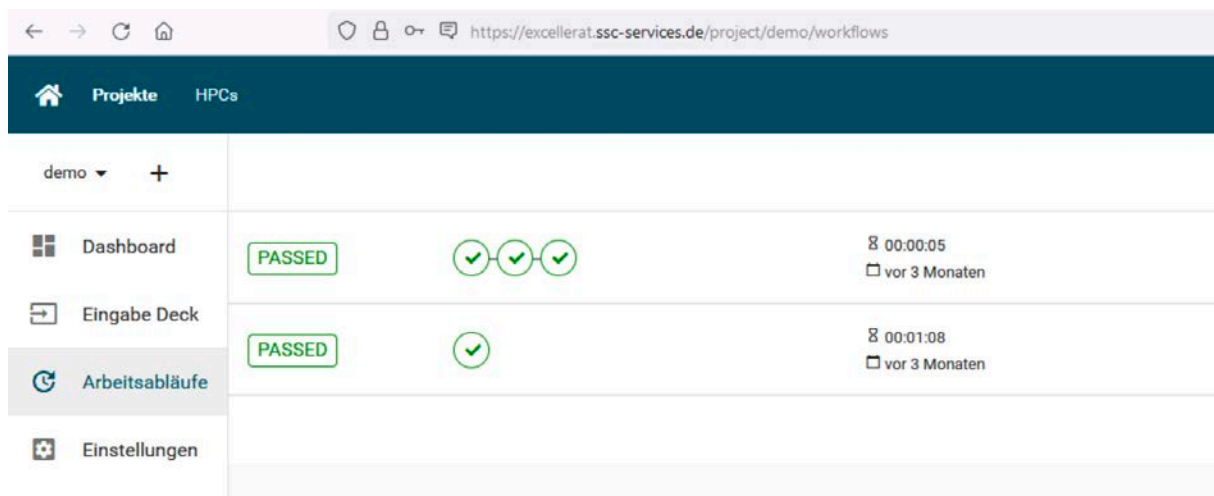 https://excellerat.ssc-services.de/project/demo/workflows
Projekte HPCs
demo
Dashboard
PASSED
00:00:05
vor 3 Monaten
Eingabe Deck
PASSED
00:01:08
vor 3 Monaten
Arbeitsabläufe
Einstellungen